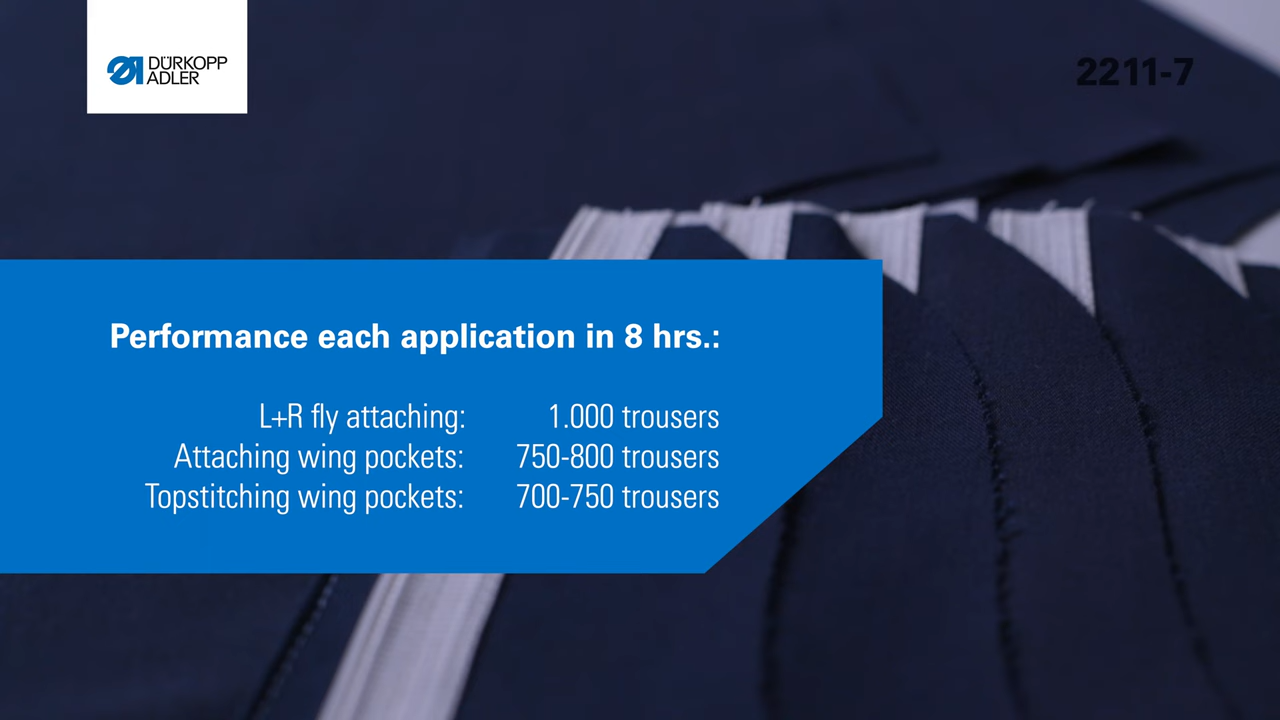 DÜRKOPP
ADLER
2211-7
Performance each application in 8 hrs.:
L+R fly attaching: 1.000 trousers
Attaching wing pockets: 750-800 trousers
Topstitching wing pockets: 700-750 trousers